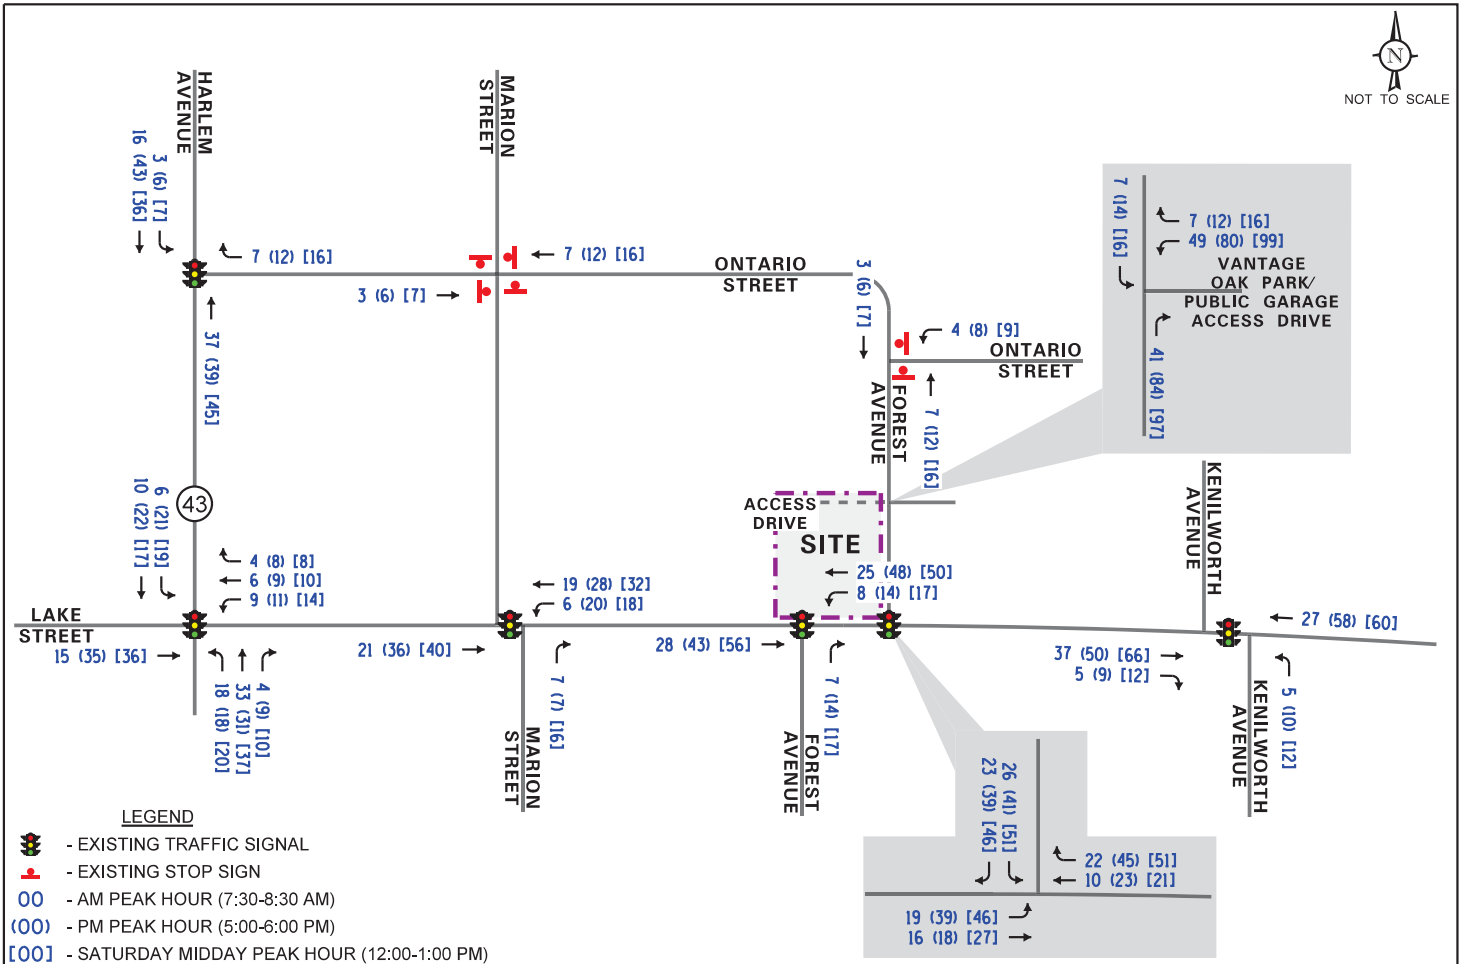 N
NOT TO SCALE
HARLEM
AVENUE
MARION
STREET
16 (43) [36]
3 (6) [7]
7 (12) [16]
7 (12) [16]
3 (6) [7]
ONTARIO
STREET
3 (6) [7]
4 (8) [9]
ONTARIO
STREET
7 (14) [16]
7 (12) [16]
49 (80) [99]
VANTAGE
OAK PARK/
PUBLIC GARAGE
ACCESS DRIVE
41 (84) [97]
37 (39) [45]
FOREST
AVENUE
7 (12) [16]
KENILWORTH
AVENUE
43
10 (22) [17]
6 (21) [19]
4 (8) [8]
6 (9) [10]
9 (11) [14]
ACCESS
DRIVE
SITE
25 (48) [50]
8 (14) [17]
19 (28) [32]
6 (20) [18]
LAKE
STREET
15 (35) [36]
21 (36) [40]
28 (43) [56]
27 (58) [60]
37 (50) [66]
5 (9) [12]
18 (18) [20]
33 (31) [37]
4 (9) [10]
7 (7) [16]
7 (14) [17]
5 (10) [12]
MARION
STREET
FOREST
AVENUE
KENILWORTH
AVENUE
23 (39) [46]
26 (41) [51]
22 (45) [51]
10 (23) [21]
19 (39) [46]
16 (18) [27]
LEGEND
- EXISTING TRAFFIC SIGNAL
- EXISTING STOP SIGN
00 - AM PEAK HOUR (7:30-8:30 AM)
(00) - PM PEAK HOUR (5:00-6:00 PM)
[00] - SATURDAY MIDDAY PEAK HOUR (12:00-1:00 PM)